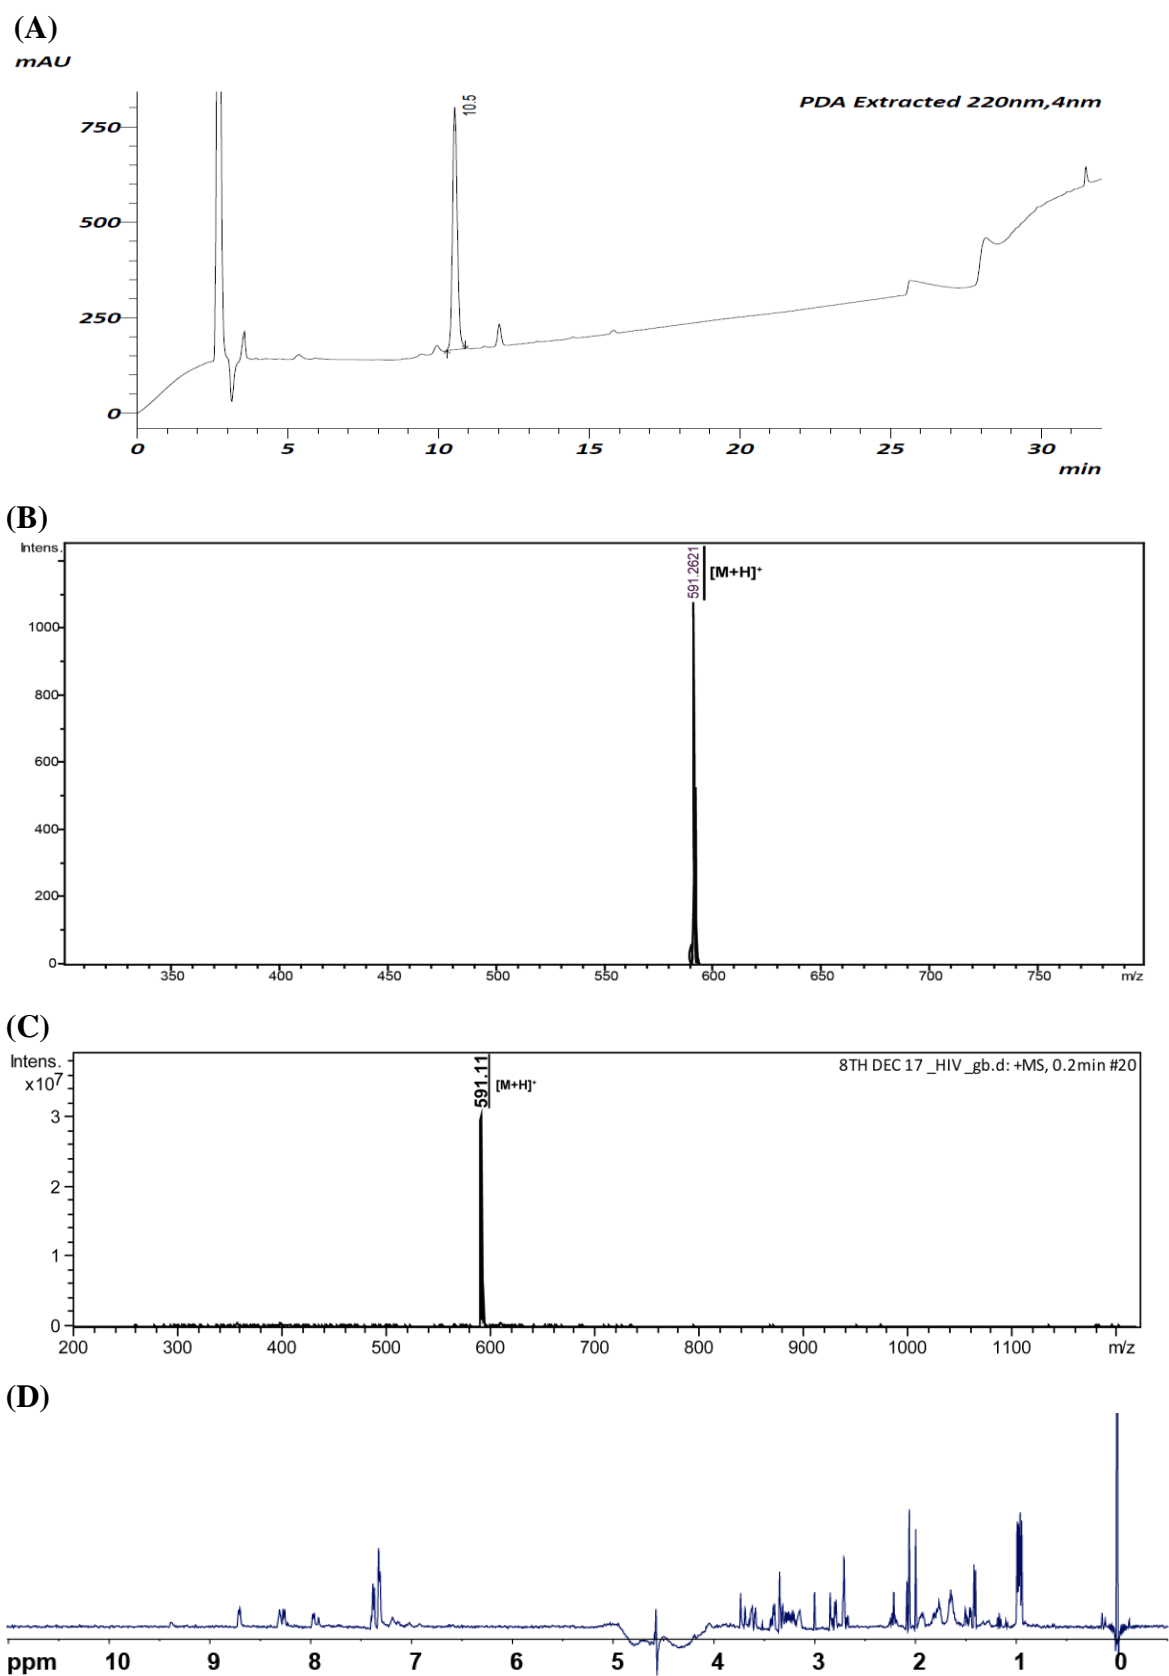 (A)
mAU
PDA Extracted 220nm,4nm
10.5
750
500
250
0
0 5 10 15 20 25 30
min
(B)
Intens.
591.2621
[M+H]+
1000
800
600
400
200
0
350 400 450 500 550 600 650 700 750 m/z
(C)
Intens.
x10⁷
591.11
[M+H]+
8TH DEC 17 _HIV _gb.d: +MS, 0.2min #20
3
2
1
0
200 300 400 500 600 700 800 900 1000 1100 m/z
(D)
ppm 10 9 8 7 6 5 4 3 2 1 0